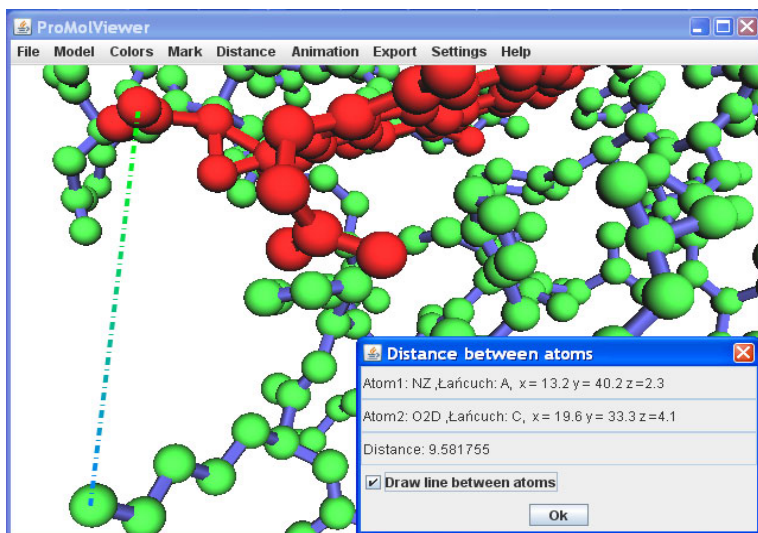 ProMolViewer
File Model Colors Mark Distance Animation Export Settings Help
Distance between atoms
Atom1: NZ ,Łańcuch: A, x= 13.2 y= 40.2 z=2.3
Atom2: O2D ,Łańcuch: C, x= 19.6 y= 33.3 z=4.1
Distance: 9.581755
Draw line between atoms
Ok